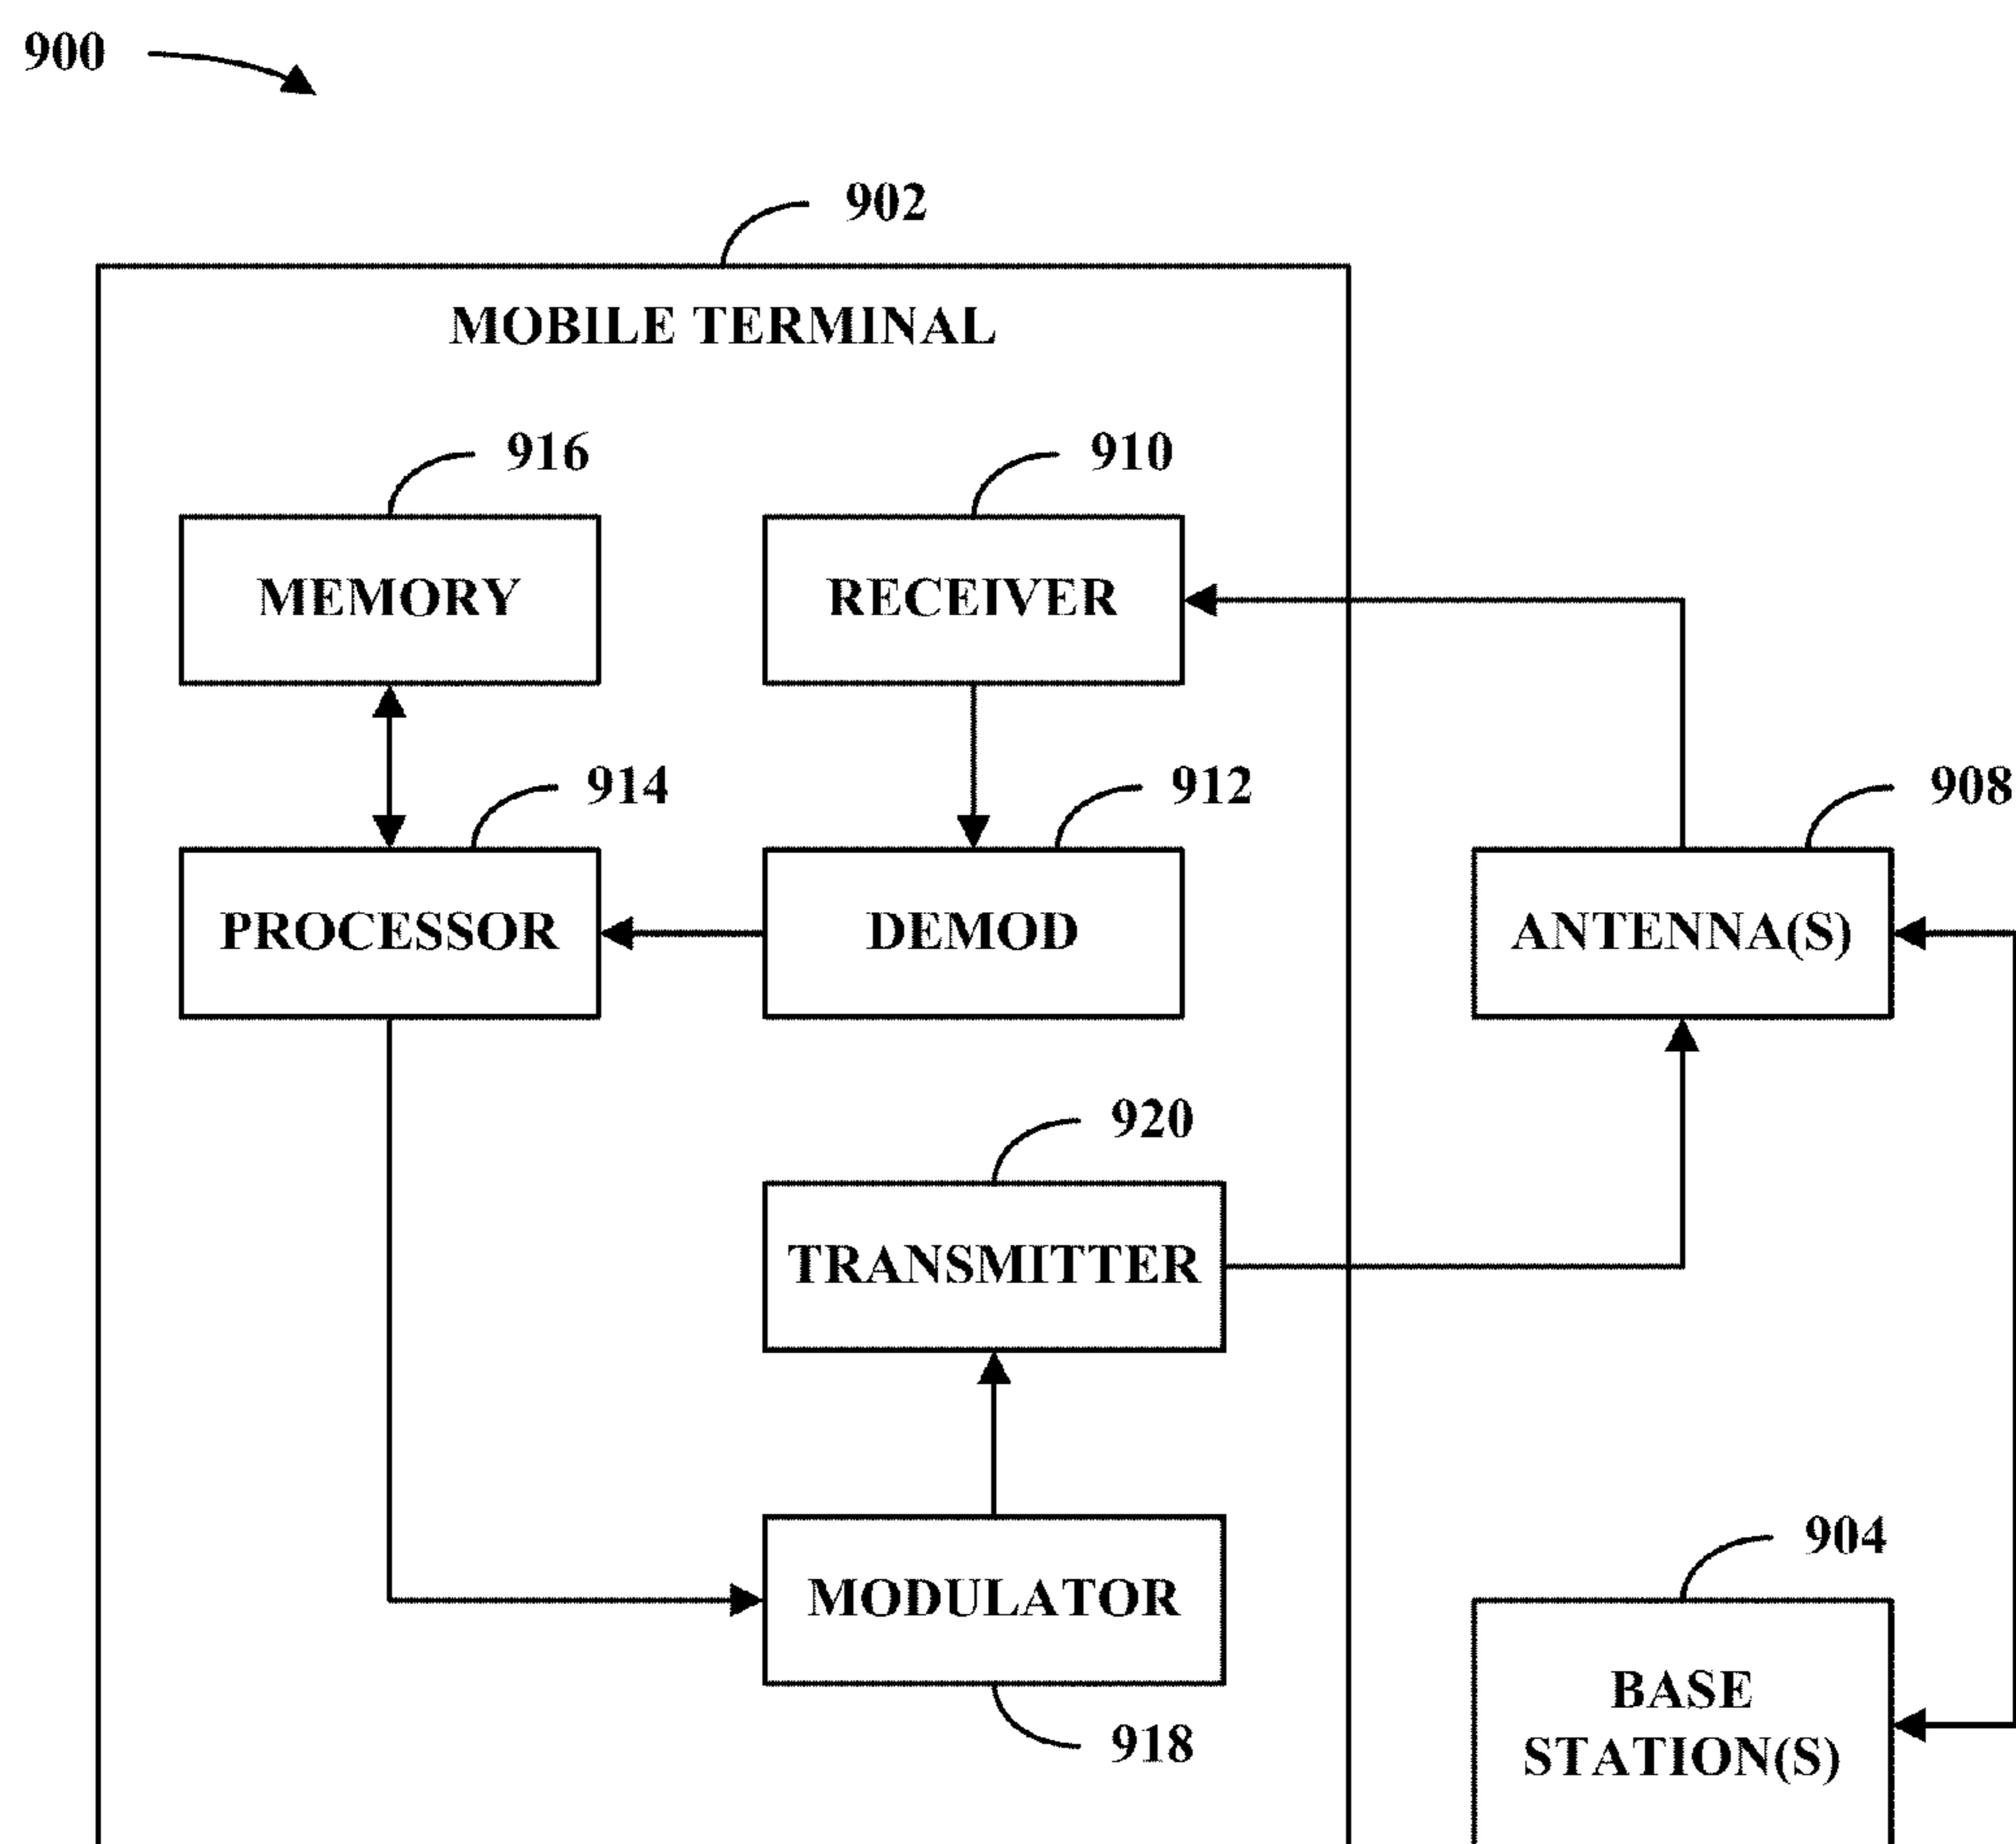 900
902
MOBILE TERMINAL
916
910
MEMORY
RECEIVER
914
912
908
PROCESSOR
DEMOD
ANTENNA(S)
920
TRANSMITTER
904
MODULATOR
BASE
STATION(S)
918